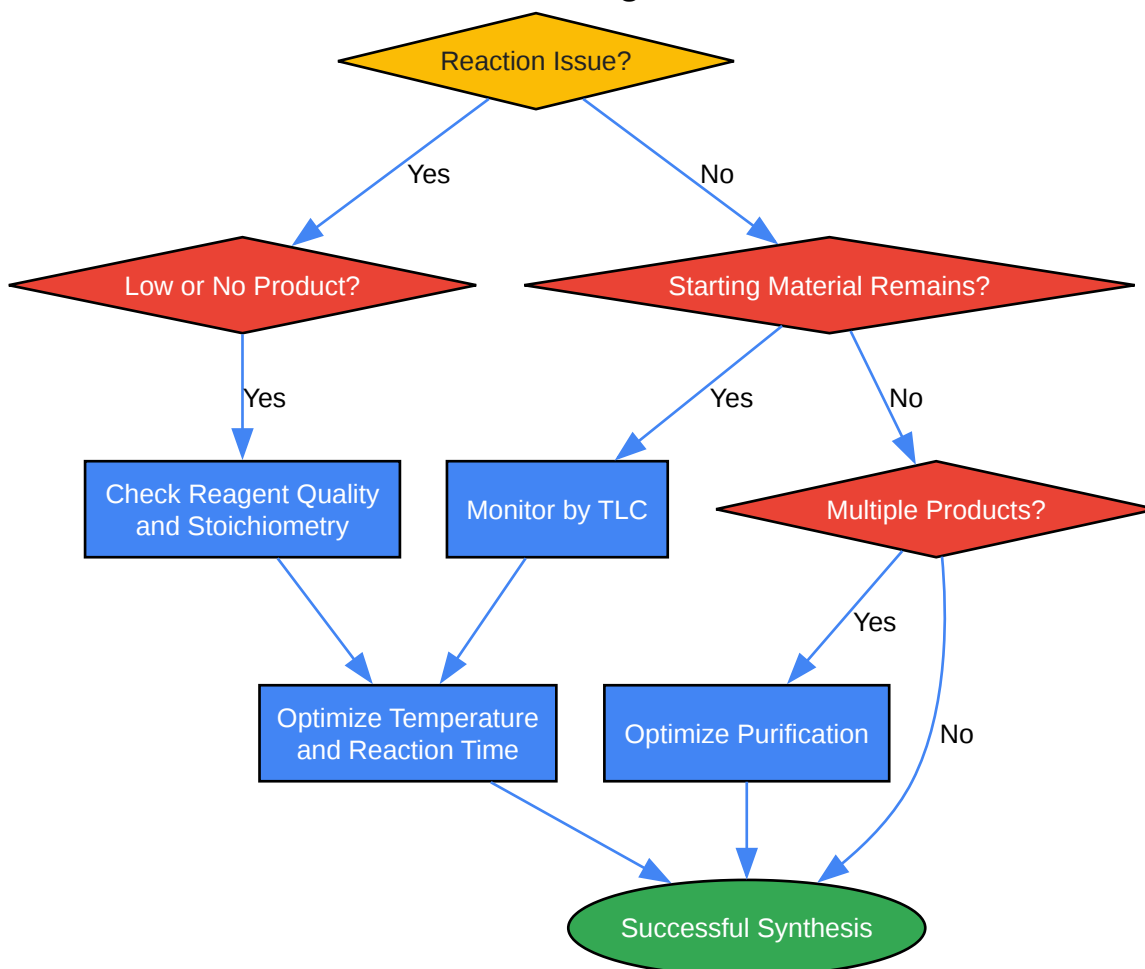 Reaction Issue?
Yes
No
Low or No Product?
Starting Material Remains?
Yes
Yes
No
Check Reagent Quality
and Stoichiometry
Monitor by TLC
Multiple Products?
Yes
Optimize Temperature
and Reaction Time
Optimize Purification
No
Successful Synthesis